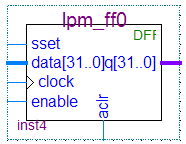 lpm_ff0
DFF
sset
data[31..0] q[31..0]
clock
enable
aclr
inst4